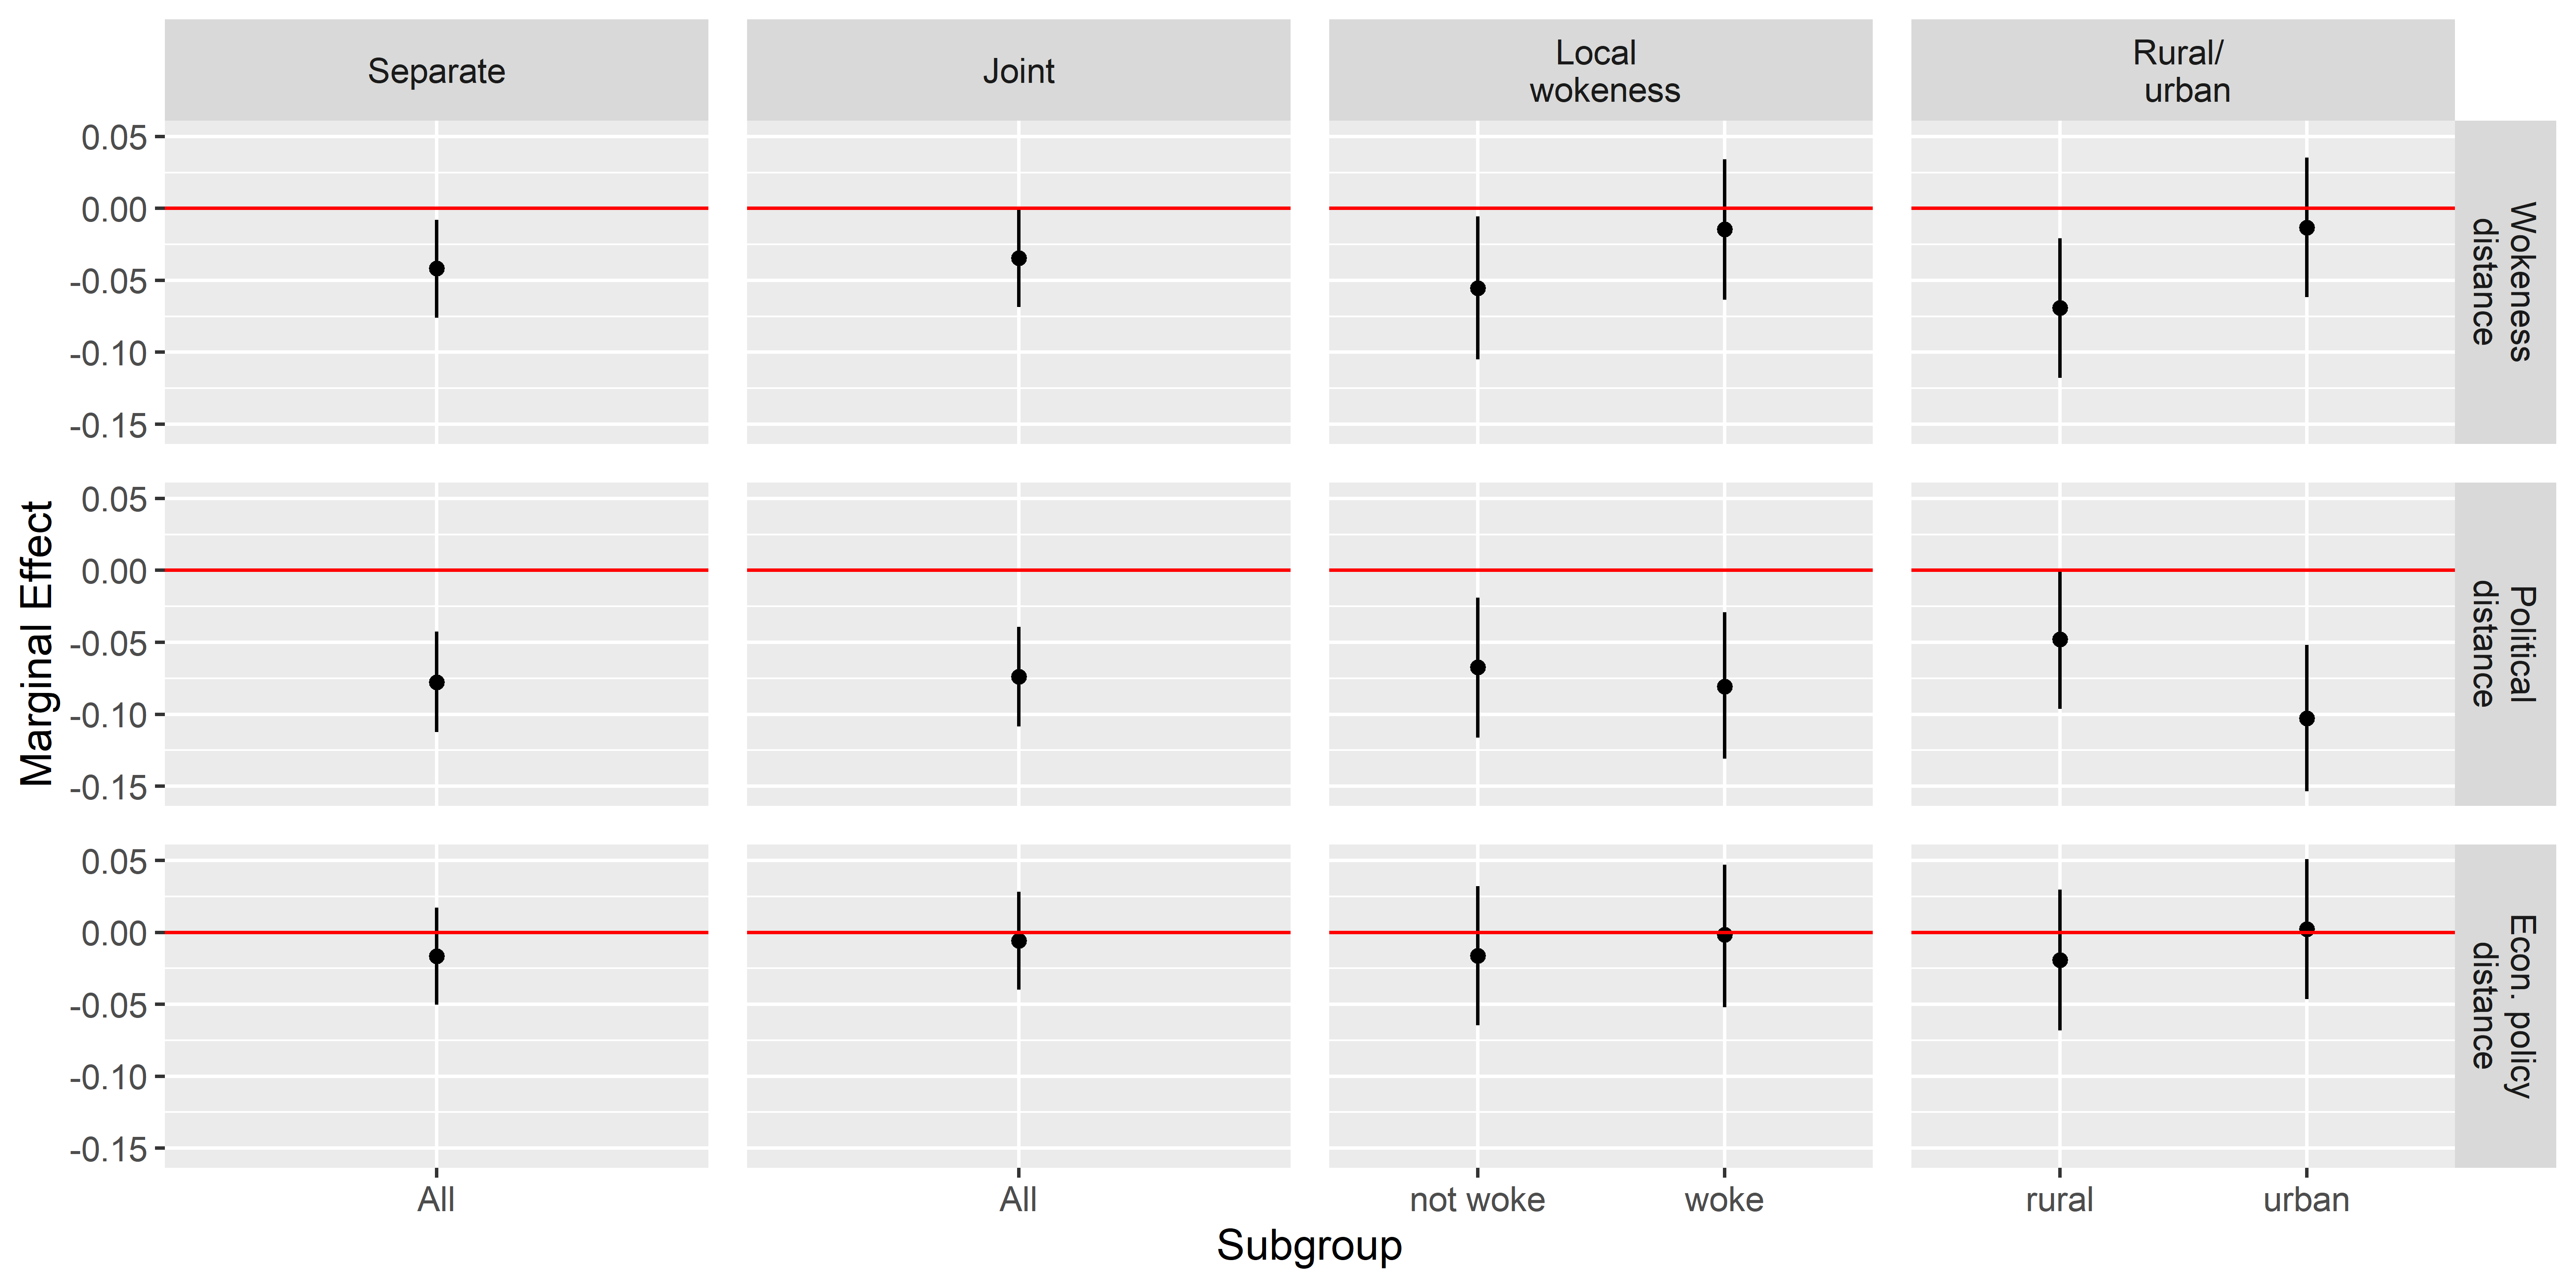 Separate
Joint
Local
wokeness
Rural/
urban
0.05
0.00
-0.05
-0.10
-0.15
Wokeness
distance
0.05
0.00
-0.05
-0.10
-0.15
Political
distance
0.05
0.00
-0.05
-0.10
-0.15
Econ. policy
distance
Marginal Effect
All
All
not woke
woke
rural
urban
Subgroup